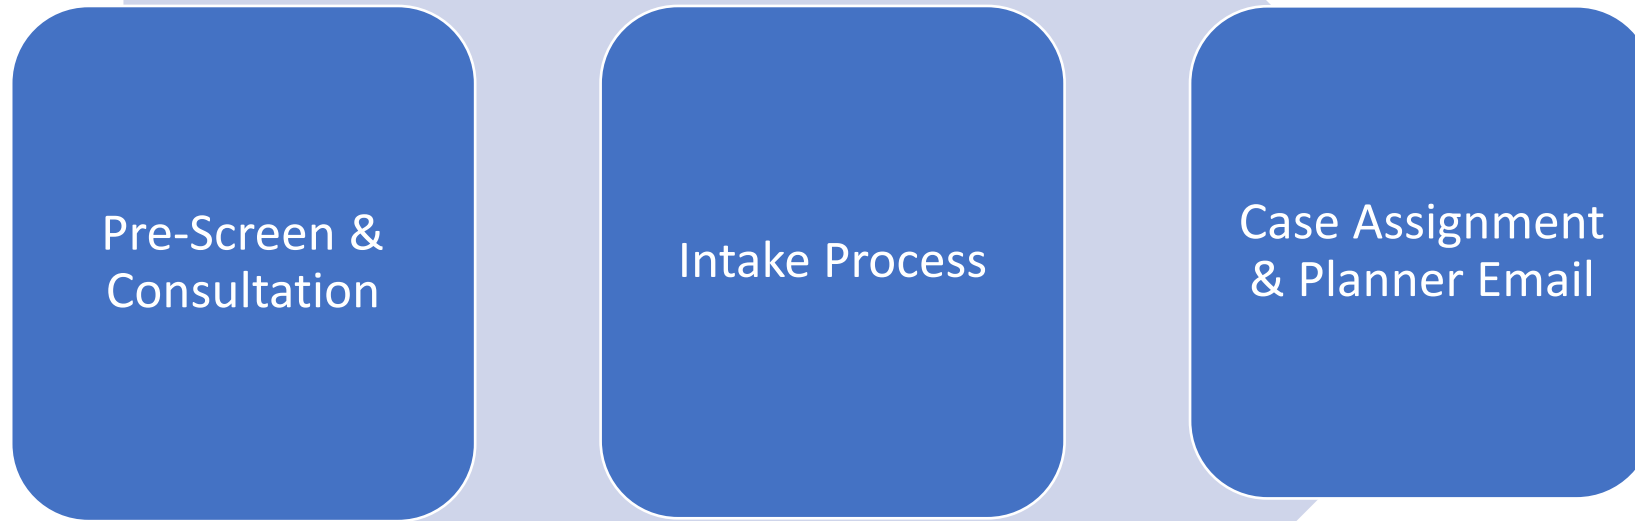 Pre-Screen &
Consultation
Intake Process
Case Assignment
& Planner Email